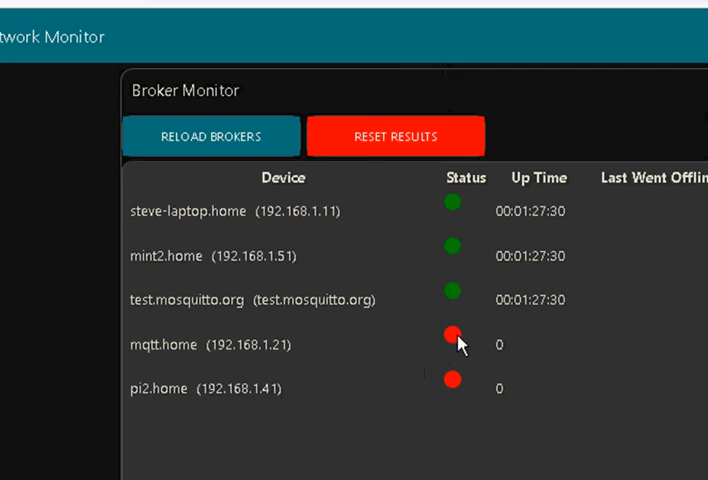 twork Monitor
Broker Monitor
RELOAD BROKERS RESET RESULTS
Device Status Up Time Last Went Offlin
steve-laptop.home (192.168.1.11) 00:01:27:30
mint2.home (192.168.1.51) 00:01:27:30
test.mosquitto.org (test.mosquitto.org) 00:01:27:30
mqtt.home (192.168.1.21) 0
pi2.home (192.168.1.41) 0